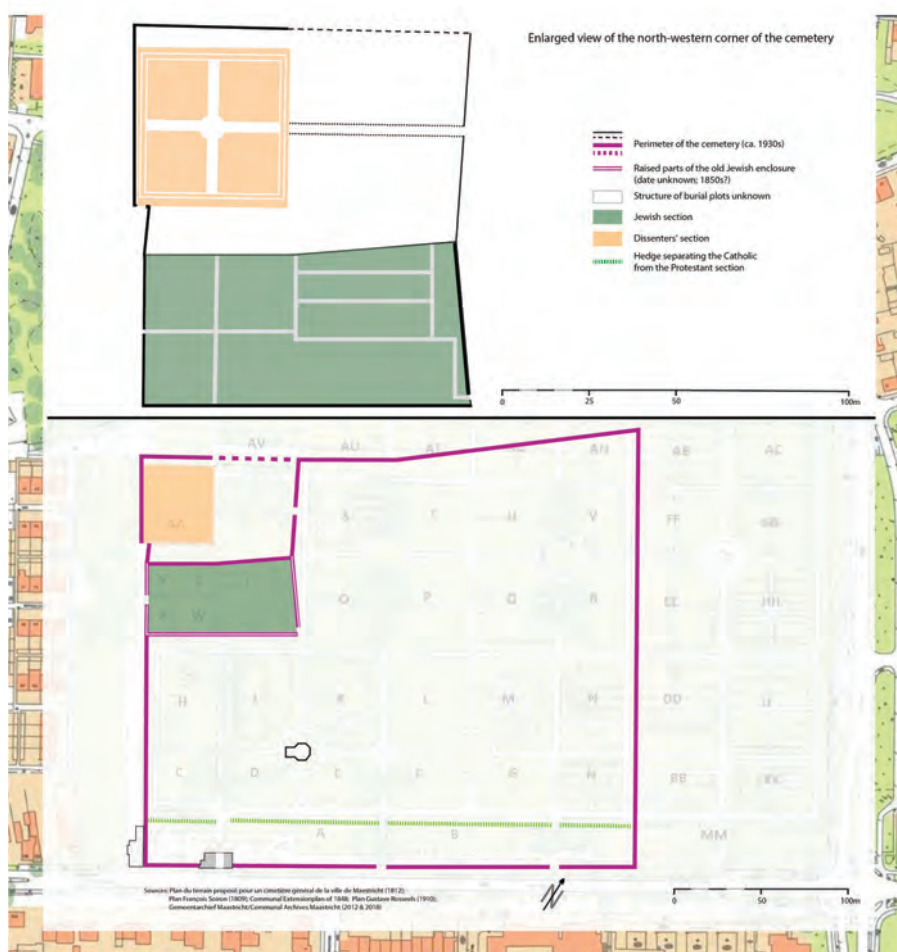 Enlarged view of the north-western corner of the cemetery
Perimeter of the cemetery (ca. 1930s)
Raised parts of the old Jewish enclosure
(date unknown; 1850s?)
Structure of burial plots unknown
Jewish section
Dissenters' section
Hedge separating the Catholic
from the Protestant section
0 25 50 100m
AV AU AT AN AB AC
AA S T U V FF GG
O P Q R EE HH
W
H I K L M N DD
C D E F G H BB KK
A B MM
Sources: Plan du terrain proposé pour un cimetière général de la ville de Maestricht (1812);
Plan François Soiron (1809); Communal Extensionplan of 1848; Plan Gustave Rosseels (1910);
Gemeentarchief Maastricht/Communal Archives Maastricht (2012 & 2018)
0 50 100m